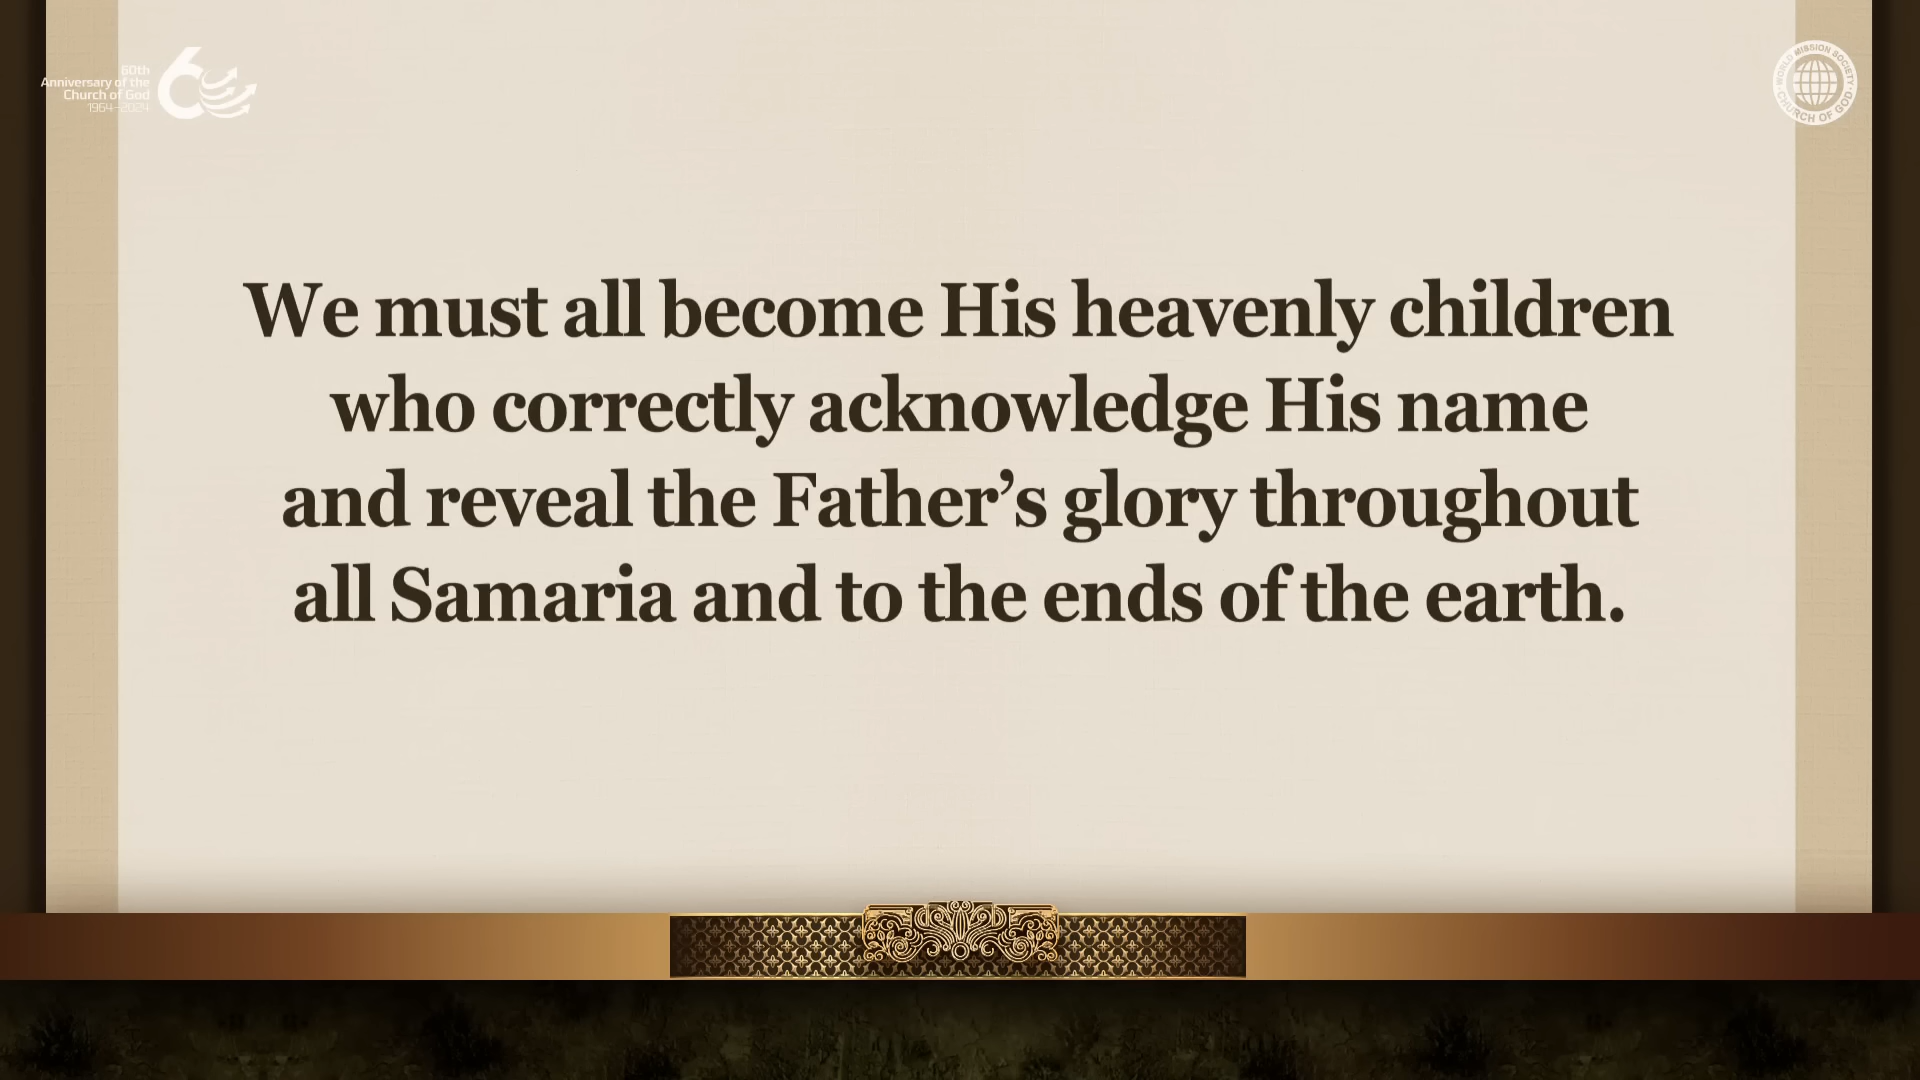 60th
Anniversary of the
Church of God
1964–2024
60
WORLD MISSION SOCIETY
CHURCH OF GOD
We must all become His heavenly children
who correctly acknowledge His name
and reveal the Father’s glory throughout
all Samaria and to the ends of the earth.